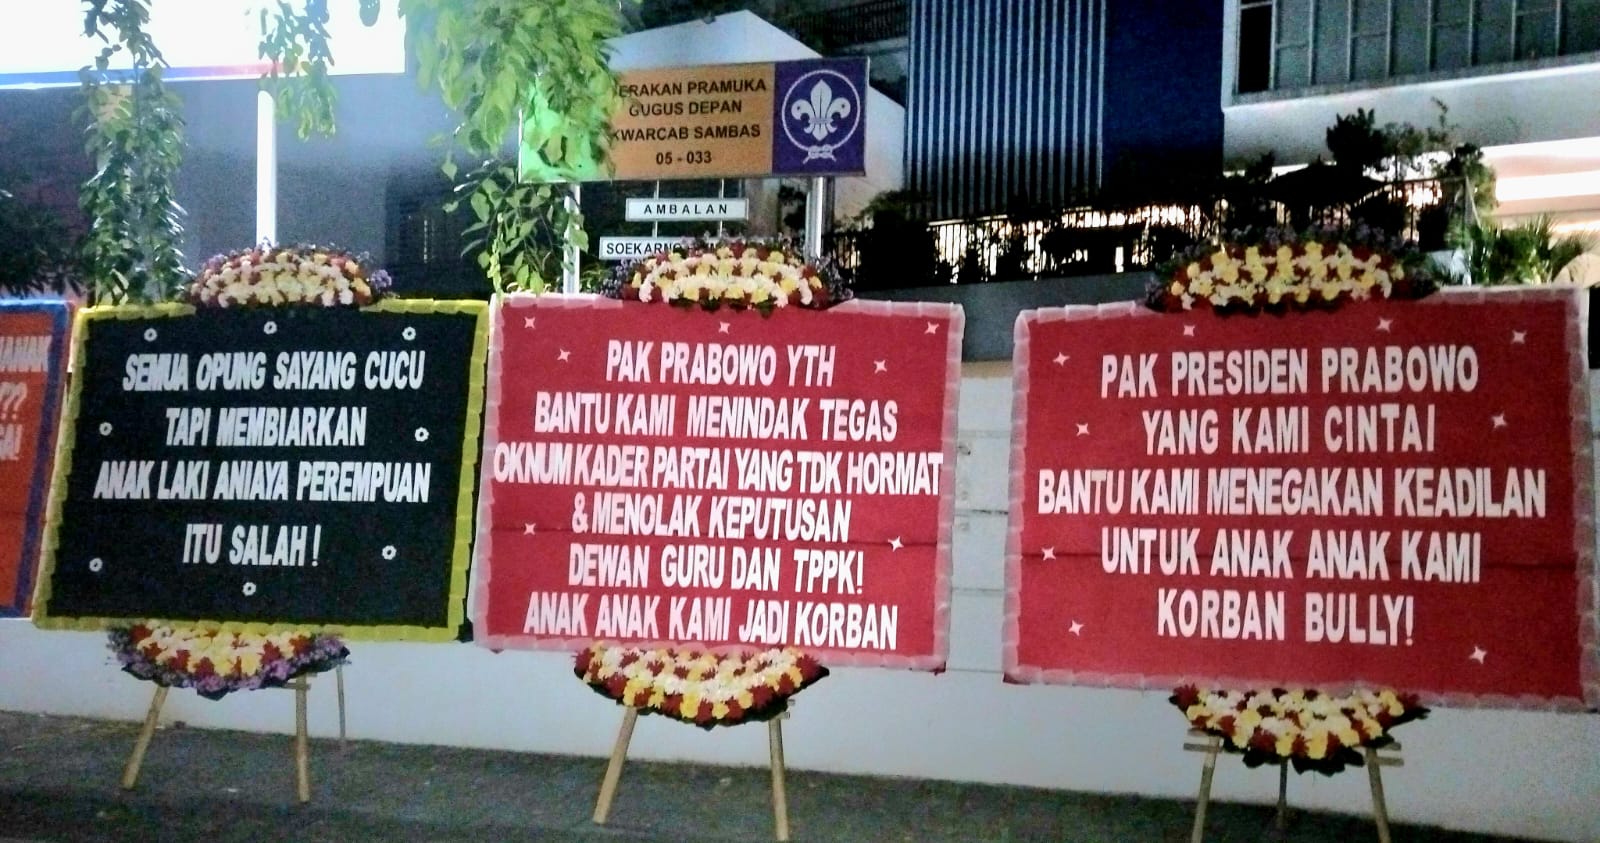 GERAKAN PRAMUKA
GUGUS DEPAN
KWARCAB SAMBAS
05 - 033
AMBALAN
??
SEMUA OPUNG SAYANG CUCU
TAPI MEMBIARKAN
ANAK LAKI ANIAYA PEREMPUAN
ITU SALAH!
PAK PRABOWO YTH
BANTU KAMI MENINDAK TEGAS
OKNUM KADER PARTAI YANG TDK HORMAT
& MENOLAK KEPUTUSAN
DEWAN GURU DAN TPPK!
ANAK ANAK KAMI JADI KORBAN
PAK PRESIDEN PRABOWO
YANG KAMI CINTAI
BANTU KAMI MENEGAKAN KEADILAN
UNTUK ANAK ANAK KAMI
KORBAN BULLY!